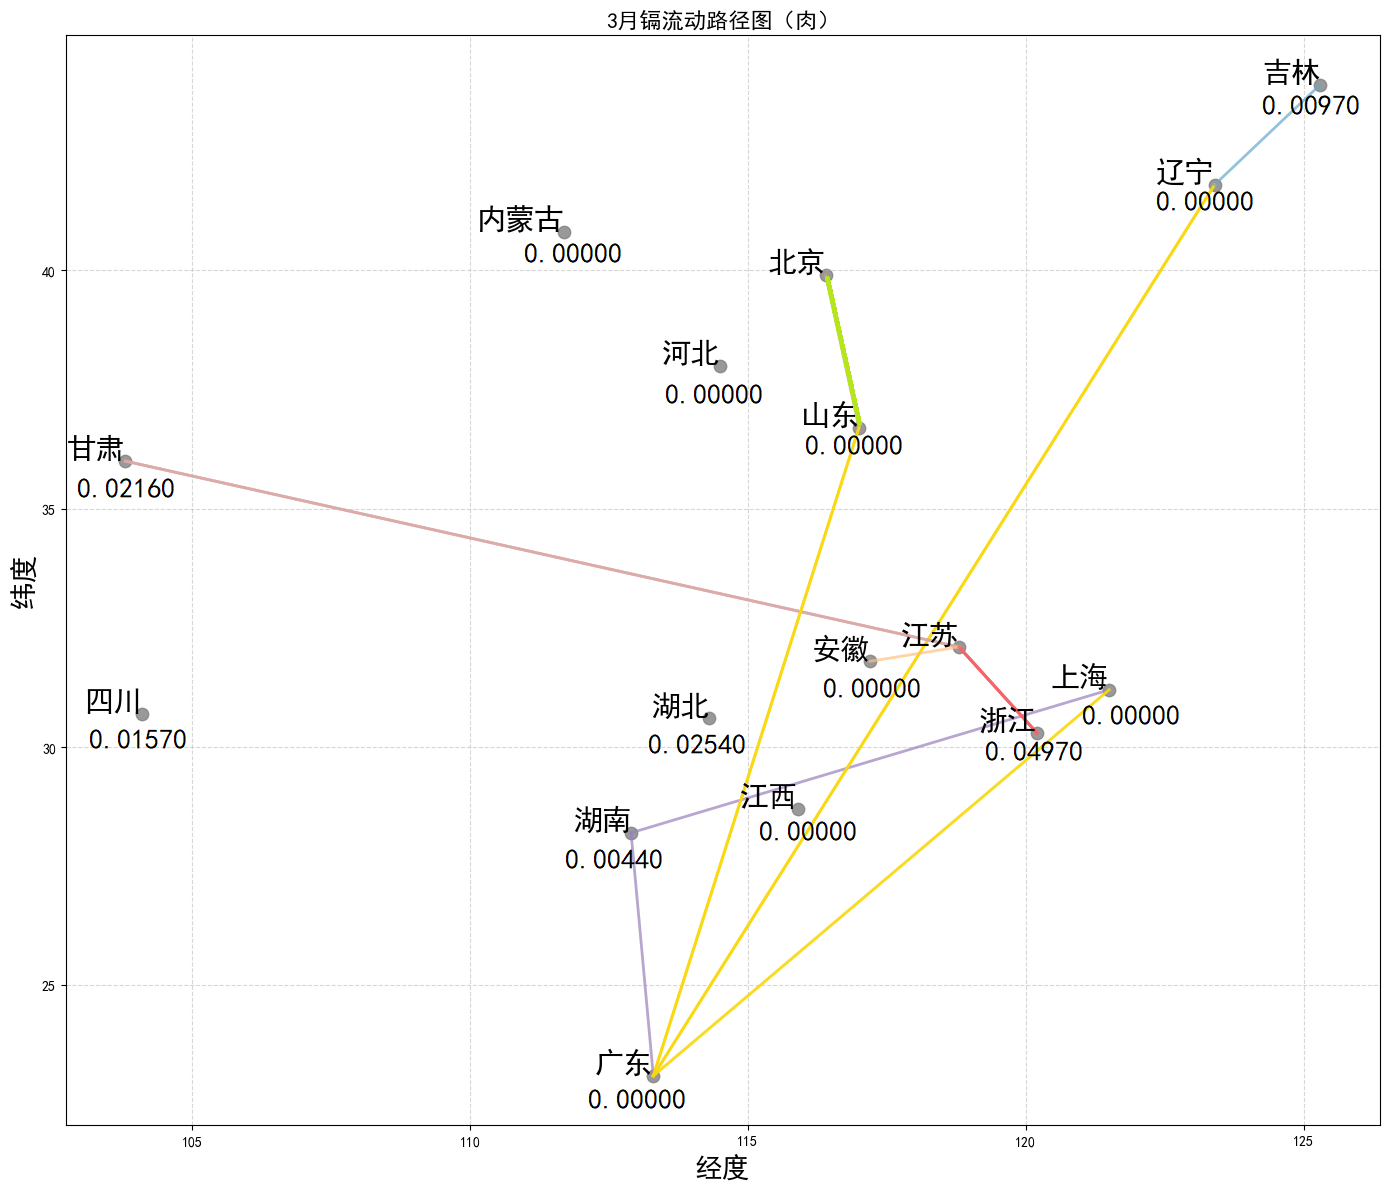 3月镉流动路径图（肉）
吉林
0.00970
辽宁
0.00000
内蒙古
0.00000
北京
河北
0.00000
山东
0.00000
甘肃
0.02160
江苏
安徽
0.00000
上海
0.00000
四川
0.01570
湖北
0.02540
浙江
0.04970
江西
0.00000
湖南
0.00440
广东
0.00000
40
35
30
25
纬度
105
110
115
120
125
经度